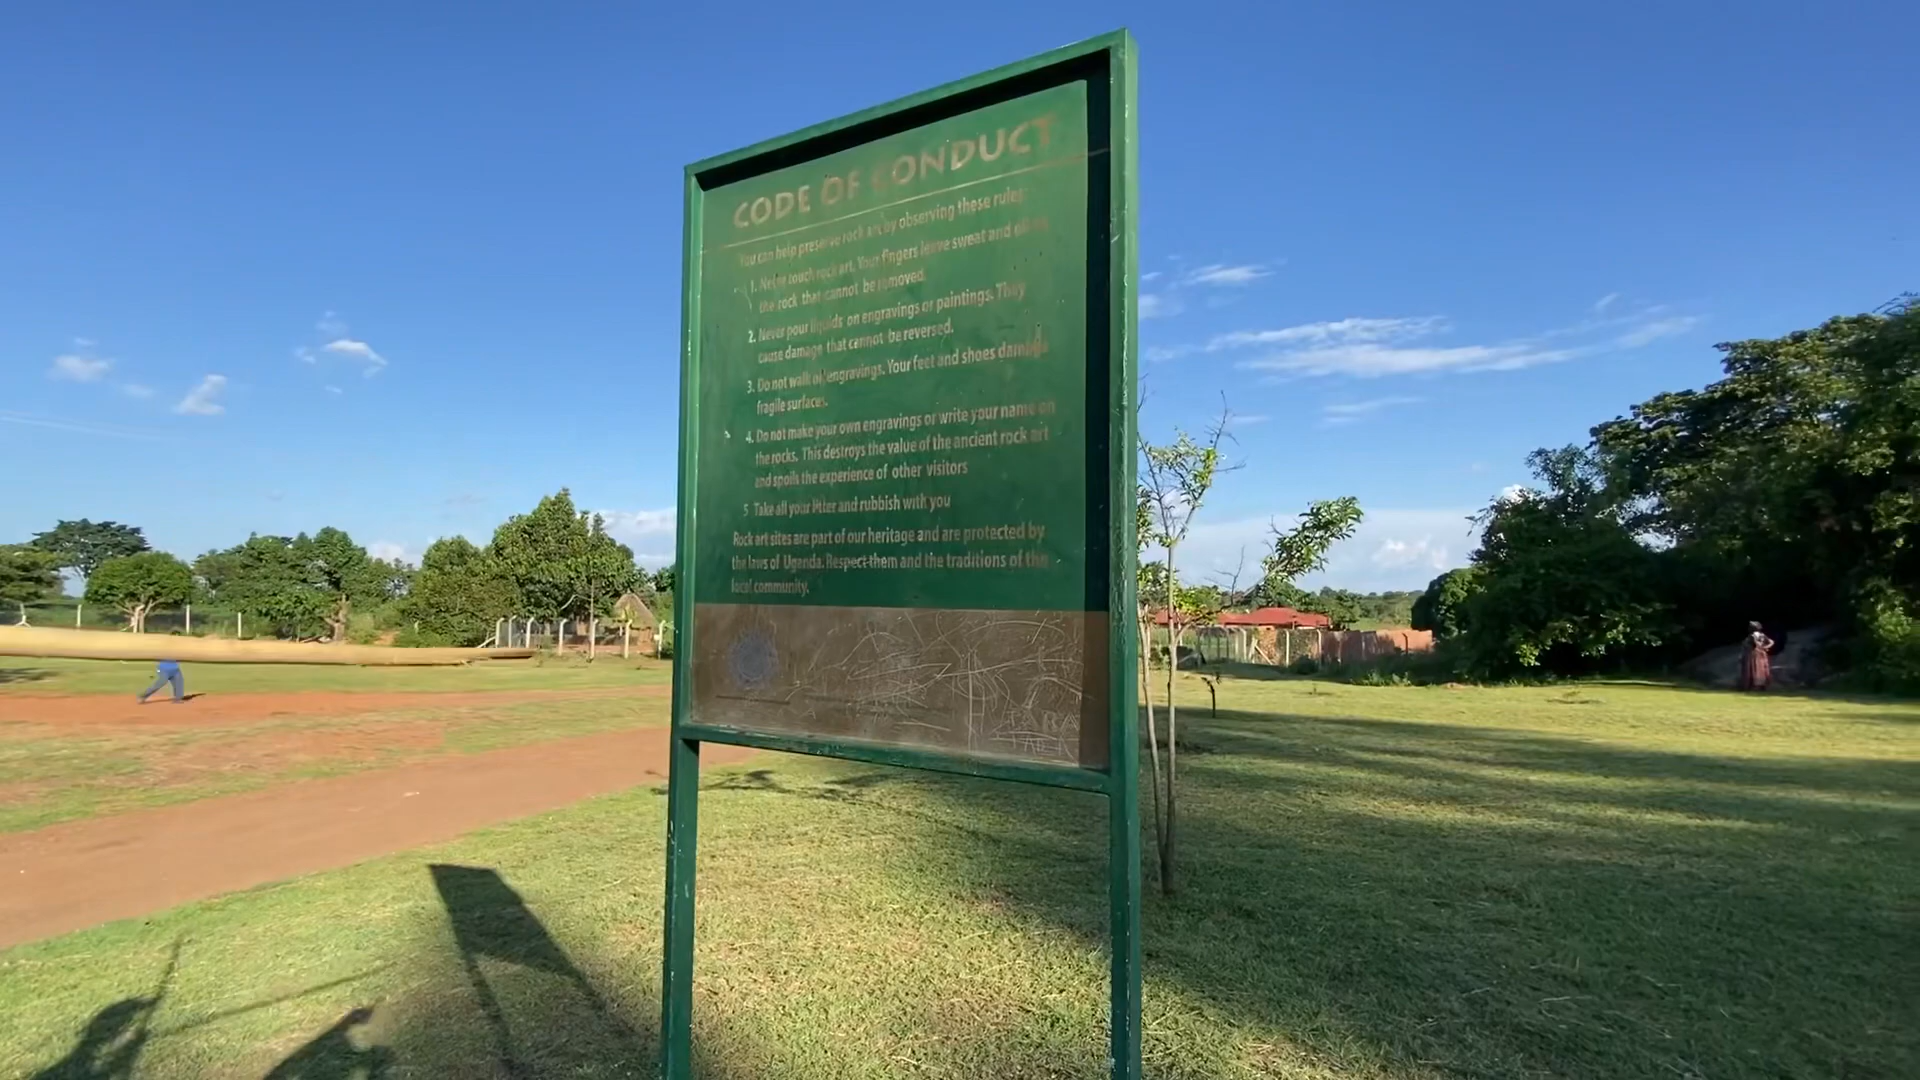 CODE OF CONDUCT
You can help preserve rock art by observing these rules
1. Never touch rock art. Your fingers leave sweat and oil on
the rock that cannot be removed.
2. Never pour liquids on engravings or paintings. They
cause damage that cannot be reversed.
3. Do not walk on engravings. Your feet and shoes damage
fragile surfaces.
4. Do not make your own engravings or write your name on
the rocks. This destroys the value of the ancient rock art
and spoils the experience of other visitors
5 Take all your litter and rubbish with you
Rock art sites are part of our heritage and are protected by
the laws of Uganda. Respect them and the traditions of the
local community.